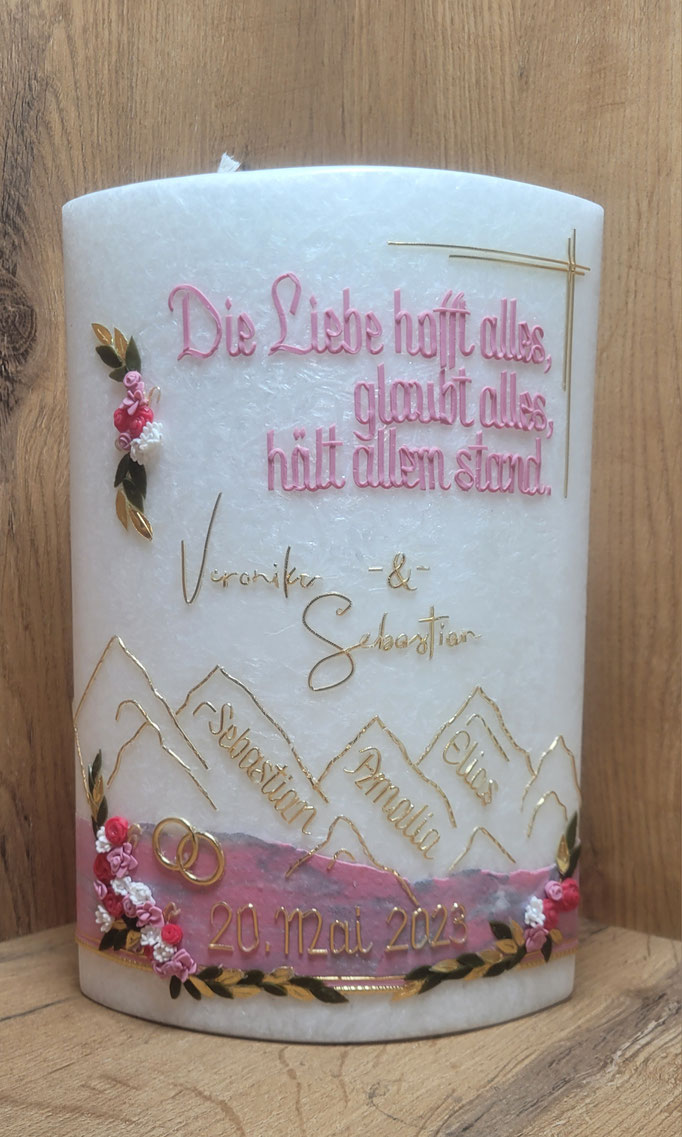 Die Liebe hofft alles,
glaubt alles,
hält allem stand.
Veronika -&-
Sebastian
Sebastian
Amalia
Elias
20. Mai 2023